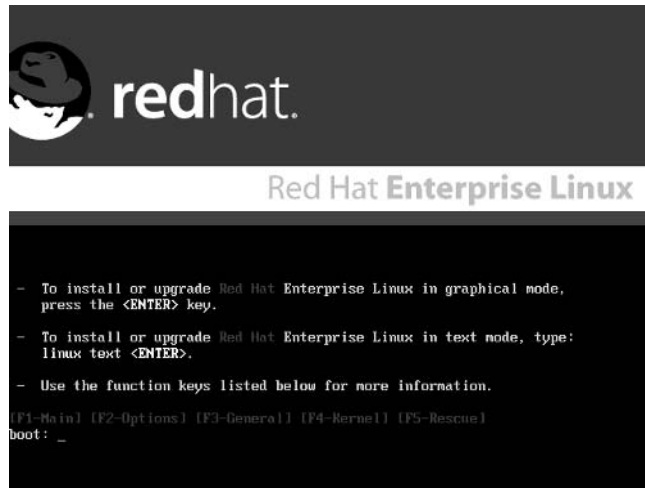 redhat.
Red Hat Enterprise Linux
- To install or upgrade Red Hat Enterprise Linux in graphical mode,
press the <ENTER> key.
- To install or upgrade Red Hat Enterprise Linux in text mode, type:
linux text <ENTER>.
- Use the function keys listed below for more information.
[F1-Main] [F2-Options] [F3-General] [F4-Kernel] [F5-Rescue]
boot: _